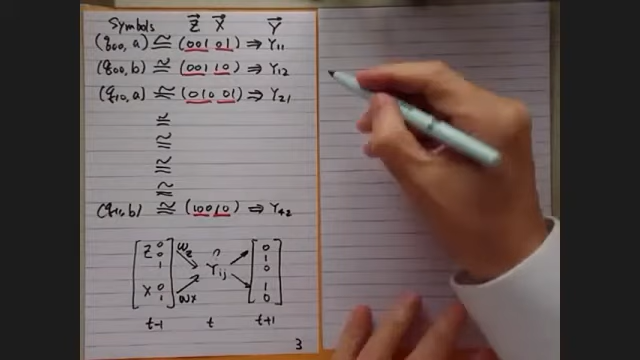 Symbols Z X Y
(q00, a) ≅ (001 01) ⇒ Y11
(q00, b) ≅ (001 10) ⇒ Y12
(q10, a) ≅ (010 01) ⇒ Y21
≅
≅
≅
≅
(q11, b) ≅ (100 10) ⇒ Y42
Z 0 0 1 Wz Yij 0 1 0
X 0 1 Wx 1 0
t-1 t t+1
3